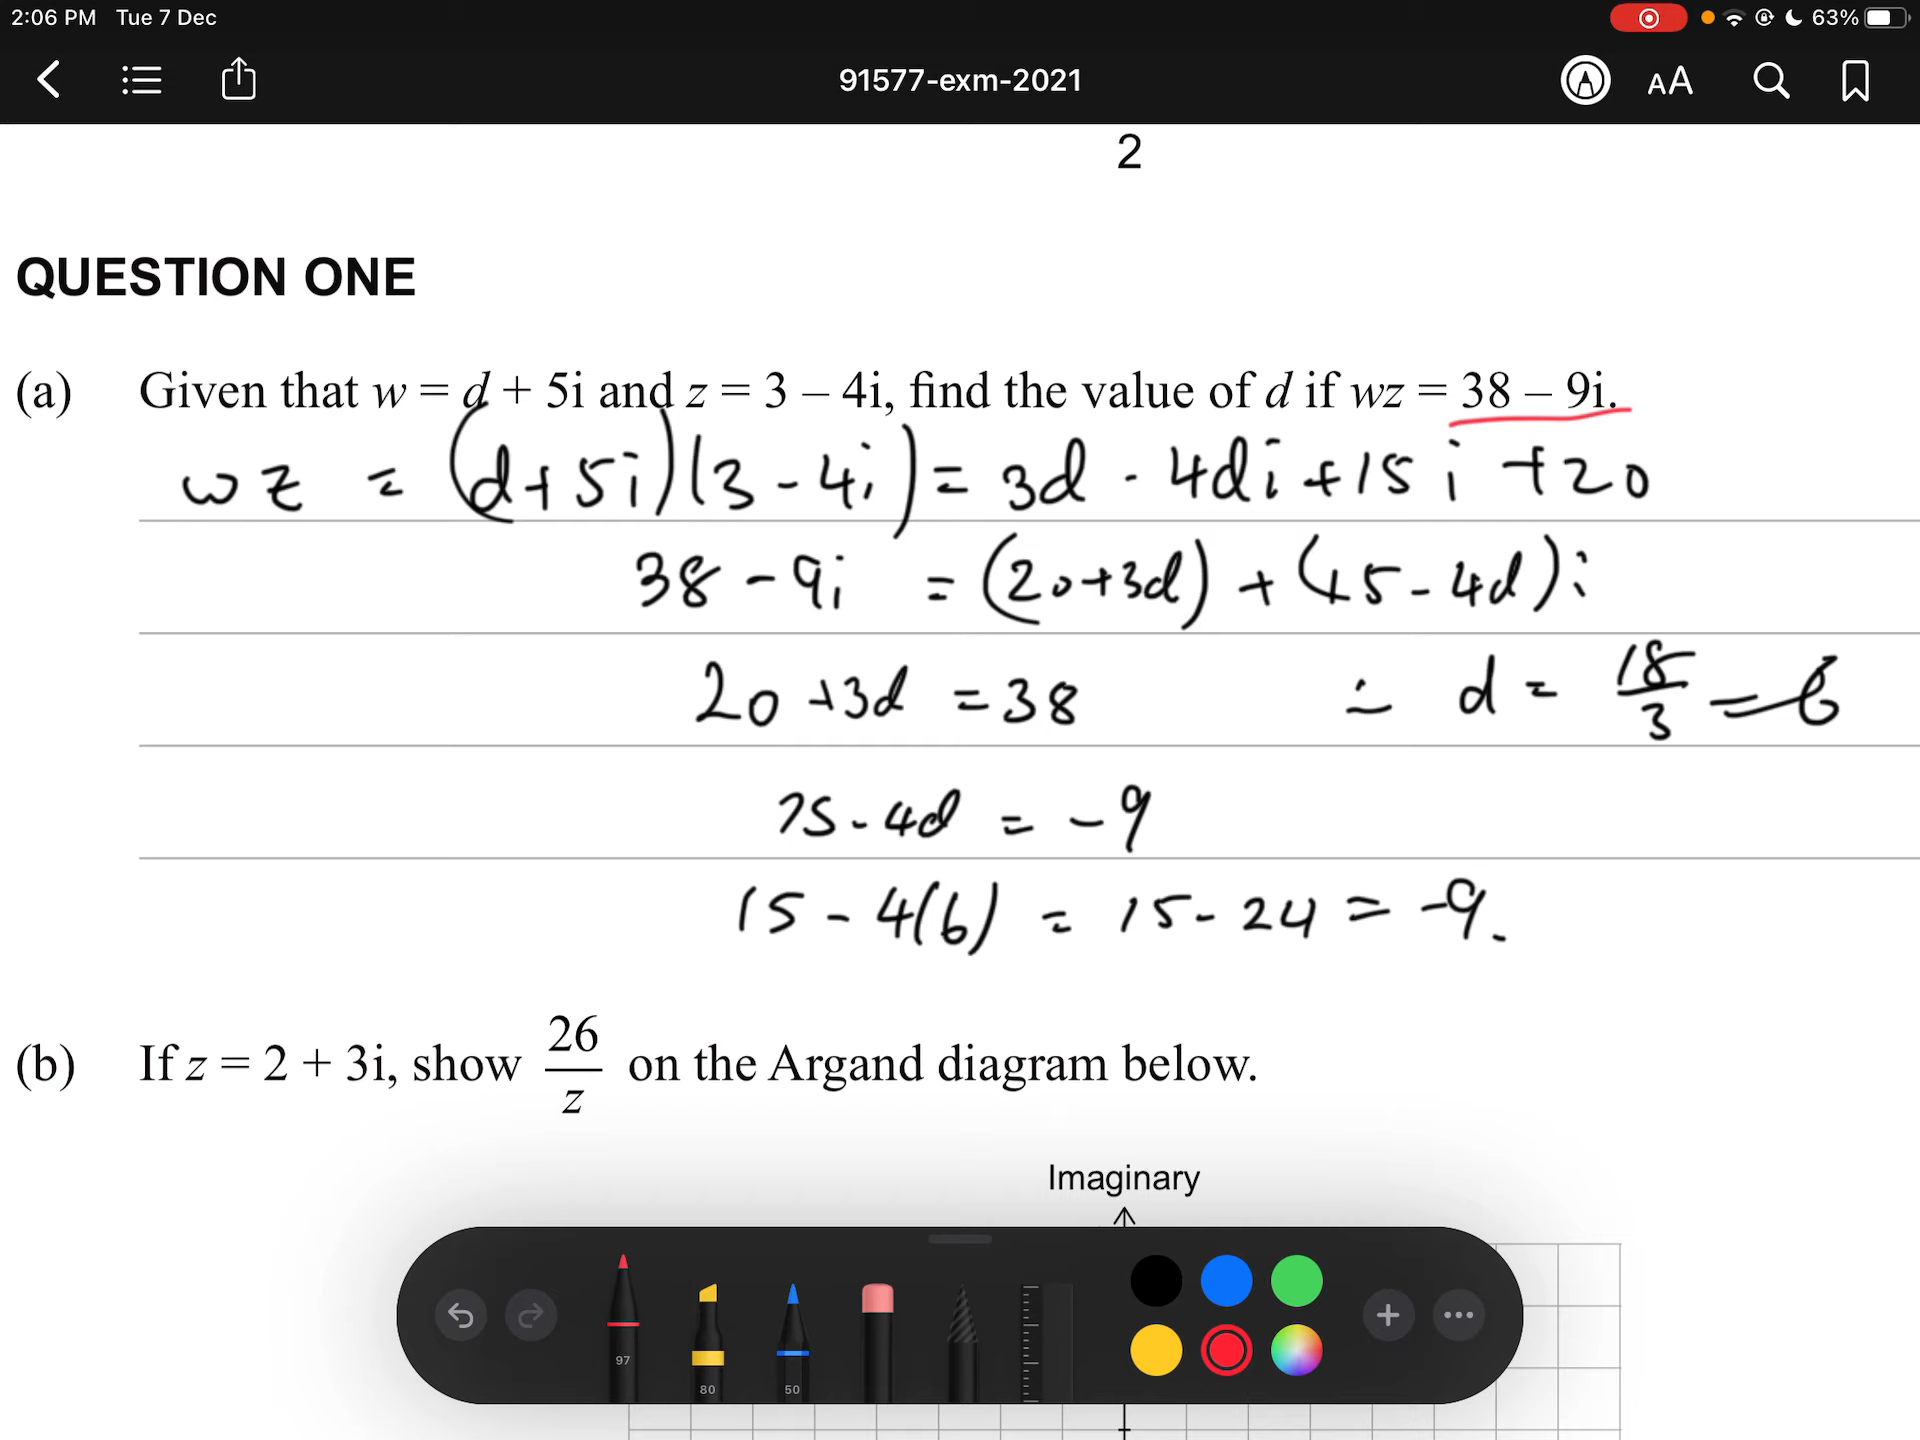 2:06 PM Tue 7 Dec
63%
91577-exm-2021
AA
2
QUESTION ONE
(a) Given that w = d + 5i and z = 3 – 4i, find the value of d if wz = 38 – 9i.
wz = (d+5i)(3-4i) = 3d - 4di + 15i + 20
38 - 9i = (20+3d) + (15-4d)i
20 + 3d = 38 ∴ d = 18/3 = 6
15 - 4d = -9
15 - 4(6) = 15 - 24 = -9.
(b) If z = 2 + 3i, show 26/z on the Argand diagram below.
Imaginary
97
80
50